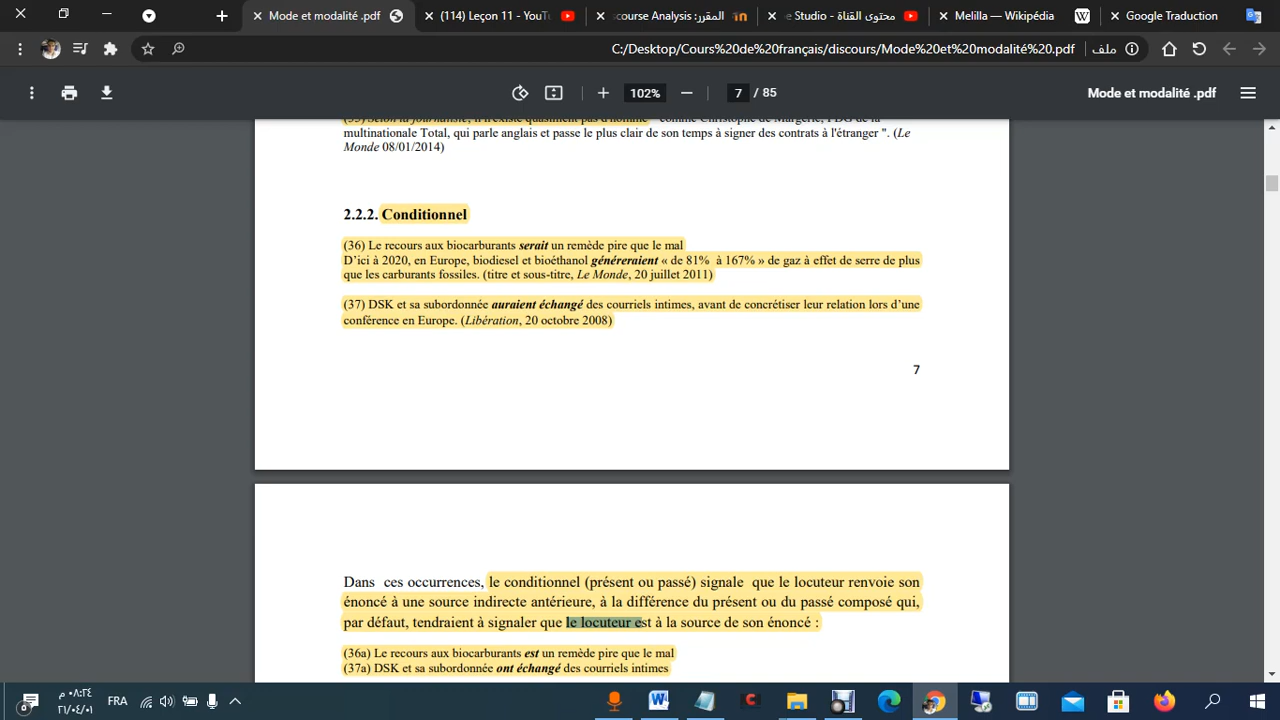 Mode et modalité .pdf
(114) Leçon 11 - YouTu
course Analysis: المقرر
e Studio - محتوى القناة
Melilla — Wikipédia
Google Traduction
C:/Desktop/Cours%20de%20français/discours/Mode%20et%20modalité%20.pdf
ملف
102%
7 / 85
Mode et modalité .pdf
multinationale Total, qui parle anglais et passe le plus clair de son temps à signer des contrats à l'étranger ". (Le
Monde 08/01/2014)
2.2.2. Conditionnel
(36) Le recours aux biocarburants serait un remède pire que le mal
D’ici à 2020, en Europe, biodiesel et bioéthanol généreraient « de 81% à 167% » de gaz à effet de serre de plus
que les carburants fossiles. (titre et sous-titre, Le Monde, 20 juillet 2011)
(37) DSK et sa subordonnée auraient échangé des courriels intimes, avant de concrétiser leur relation lors d’une
conférence en Europe. (Libération, 20 octobre 2008)
7
Dans ces occurrences, le conditionnel (présent ou passé) signale que le locuteur renvoie son
énoncé à une source indirecte antérieure, à la différence du présent ou du passé composé qui,
par défaut, tendraient à signaler que le locuteur est à la source de son énoncé :
(36a) Le recours aux biocarburants est un remède pire que le mal
(37a) DSK et sa subordonnée ont échangé des courriels intimes
FRA